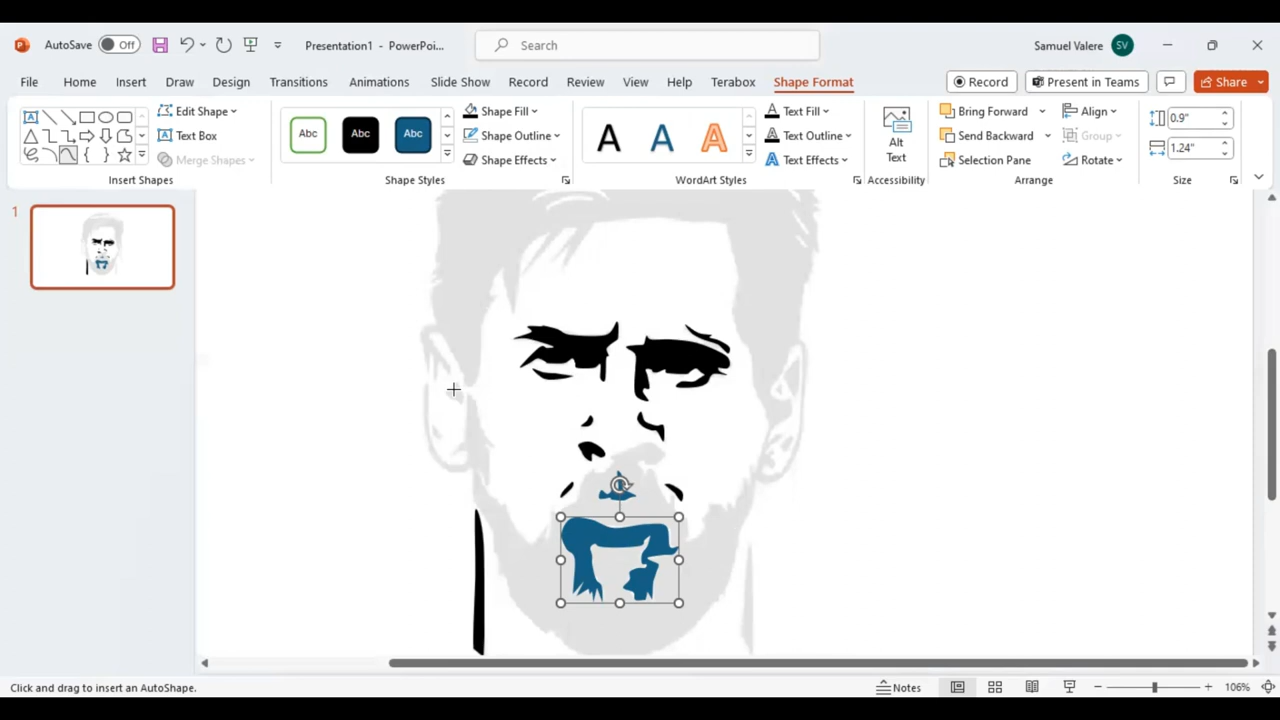 AutoSave Off Presentation1 - PowerPoi... Search Samuel Valere SV
File Home Insert Draw Design Transitions Animations Slide Show Record Review View Help Terabox Shape Format Record Present in Teams Share
Edit Shape
Text Box
Merge Shapes
Insert Shapes
Abc Abc Abc
Shape Fill
Shape Outline
Shape Effects
Shape Styles
A A A
Text Fill
Text Outline
Text Effects
WordArt Styles
Alt
Text
Accessibility
Bring Forward
Send Backward
Selection Pane
Align
Group
Rotate
Arrange
0.9"
1.24"
Size
1
Click and drag to insert an AutoShape. Notes 106%